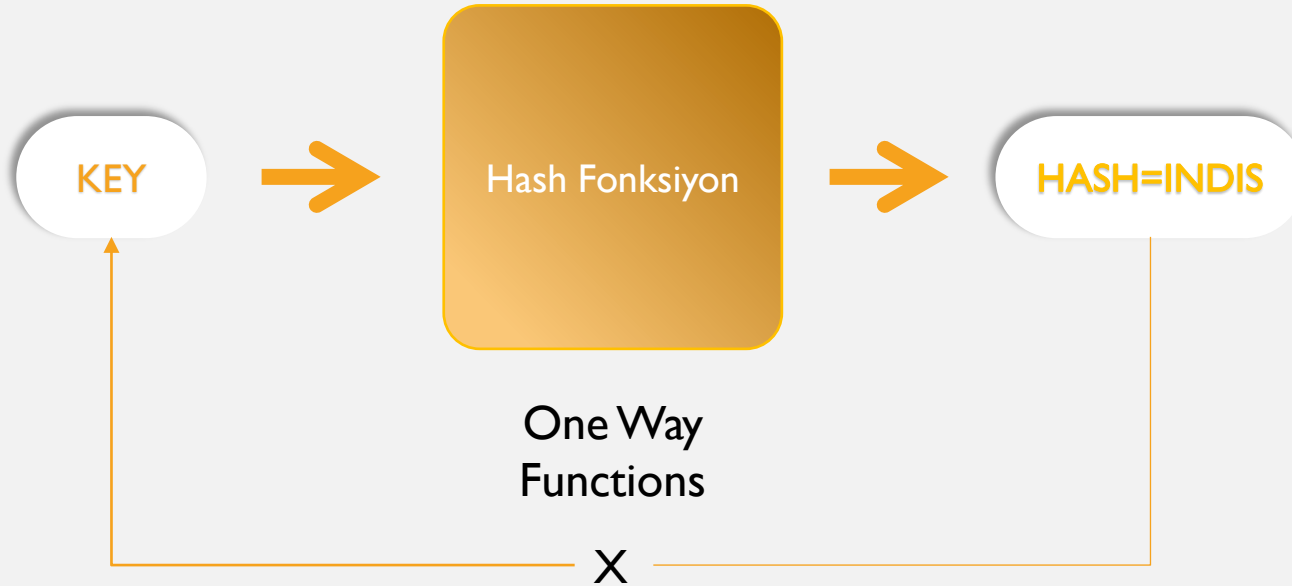 KEY
Hash Fonksiyon
HASH=INDIS
One Way
Functions
X